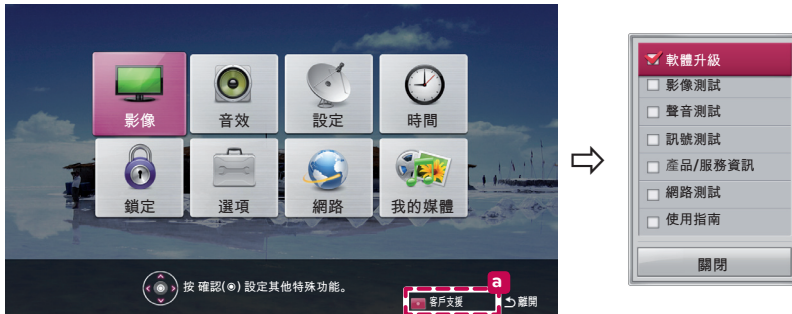 影像
音效
設定
時間
鎖定
選項
網路
我的媒體
按 確認(◉) 設定其他特殊功能。
a
客戶支援
離開
軟體升級
影像測試
聲音測試
訊號測試
產品/服務資訊
網路測試
使用指南
關閉